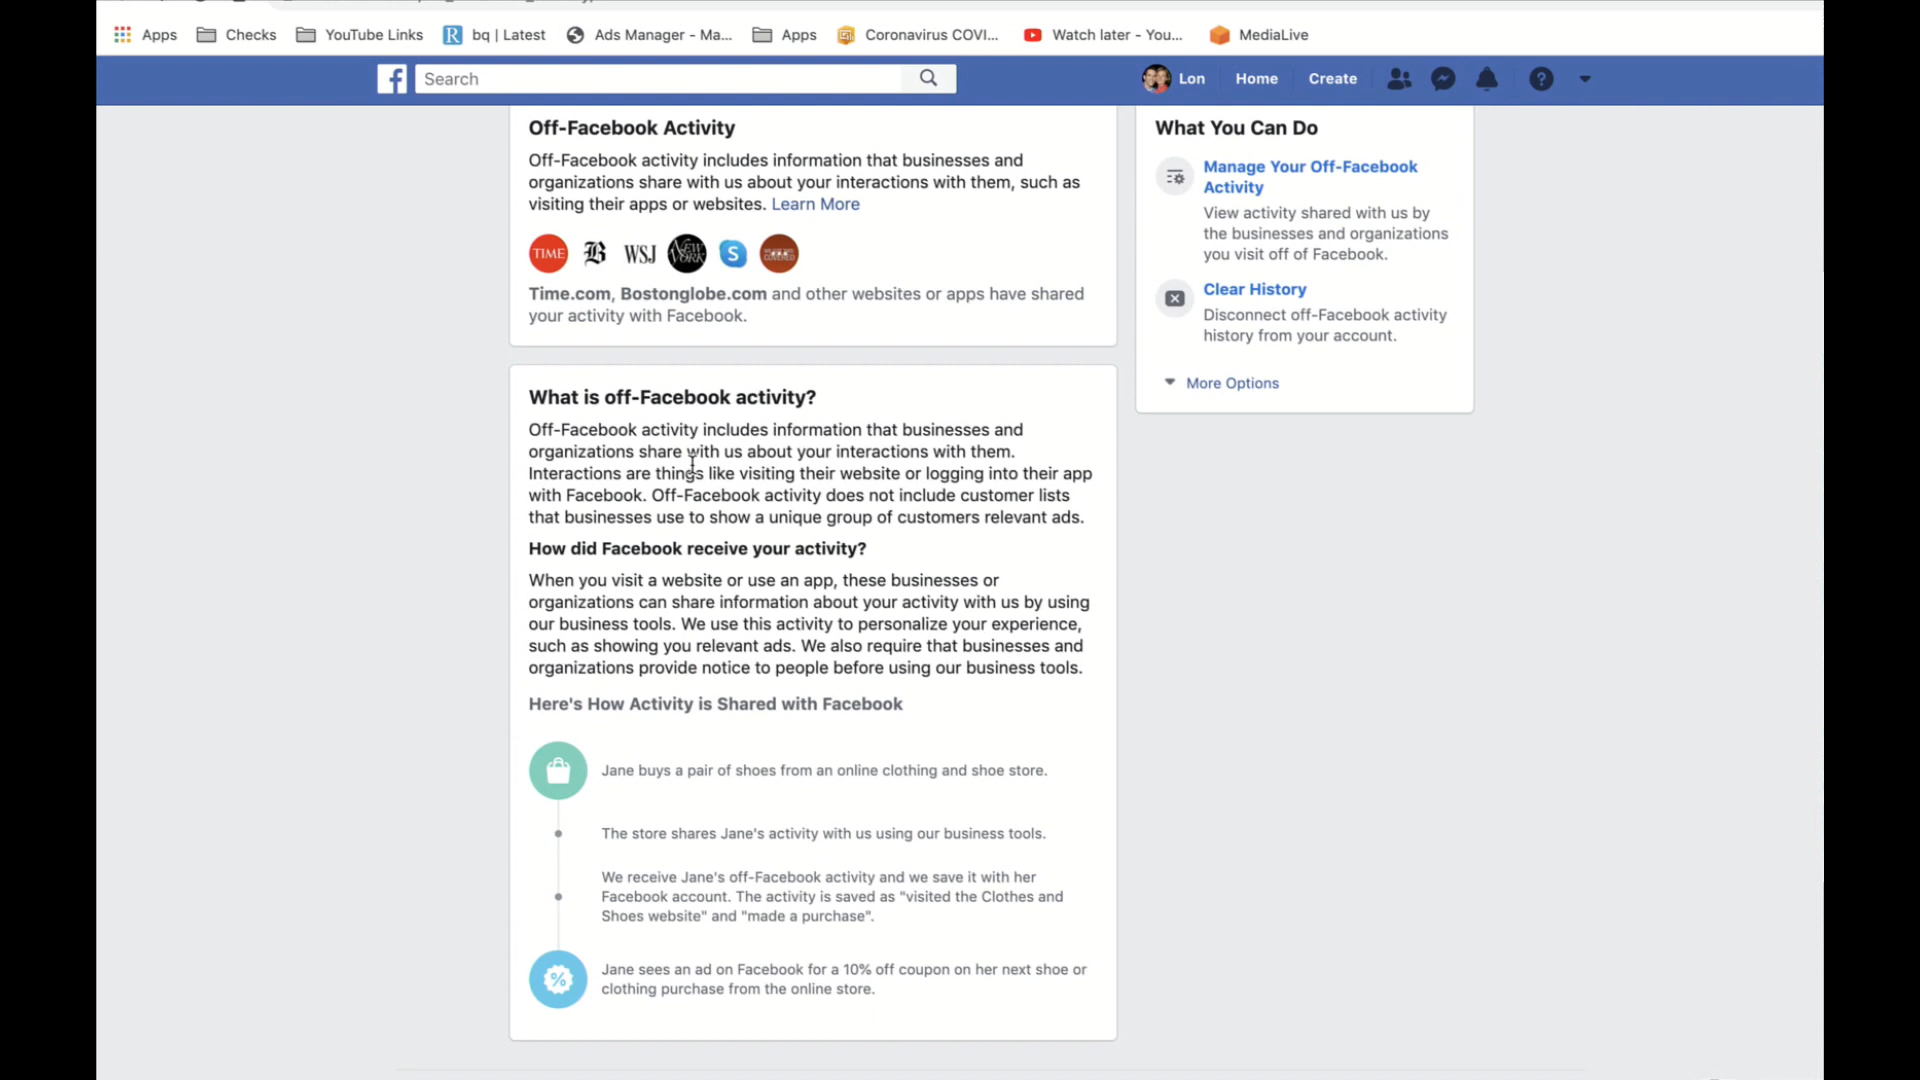 Apps Checks YouTube Links bq | Latest Ads Manager - Ma... Apps Coronavirus COVI... Watch later - You... MediaLive
Search Lon Home Create
Off-Facebook Activity
Off-Facebook activity includes information that businesses and
organizations share with us about your interactions with them, such as
visiting their apps or websites. Learn More
TIME B WSJ NEW YORK S
Time.com, Bostonglobe.com and other websites or apps have shared
your activity with Facebook.
What is off-Facebook activity?
Off-Facebook activity includes information that businesses and
organizations share with us about your interactions with them.
Interactions are things like visiting their website or logging into their app
with Facebook. Off-Facebook activity does not include customer lists
that businesses use to show a unique group of customers relevant ads.
How did Facebook receive your activity?
When you visit a website or use an app, these businesses or
organizations can share information about your activity with us by using
our business tools. We use this activity to personalize your experience,
such as showing you relevant ads. We also require that businesses and
organizations provide notice to people before using our business tools.
Here's How Activity is Shared with Facebook
Jane buys a pair of shoes from an online clothing and shoe store.
The store shares Jane's activity with us using our business tools.
We receive Jane's off-Facebook activity and we save it with her
Facebook account. The activity is saved as "visited the Clothes and
Shoes website" and "made a purchase".
%
Jane sees an ad on Facebook for a 10% off coupon on her next shoe or
clothing purchase from the online store.
What You Can Do
Manage Your Off-Facebook
Activity
View activity shared with us by
the businesses and organizations
you visit off of Facebook.
Clear History
Disconnect off-Facebook activity
history from your account.
More Options